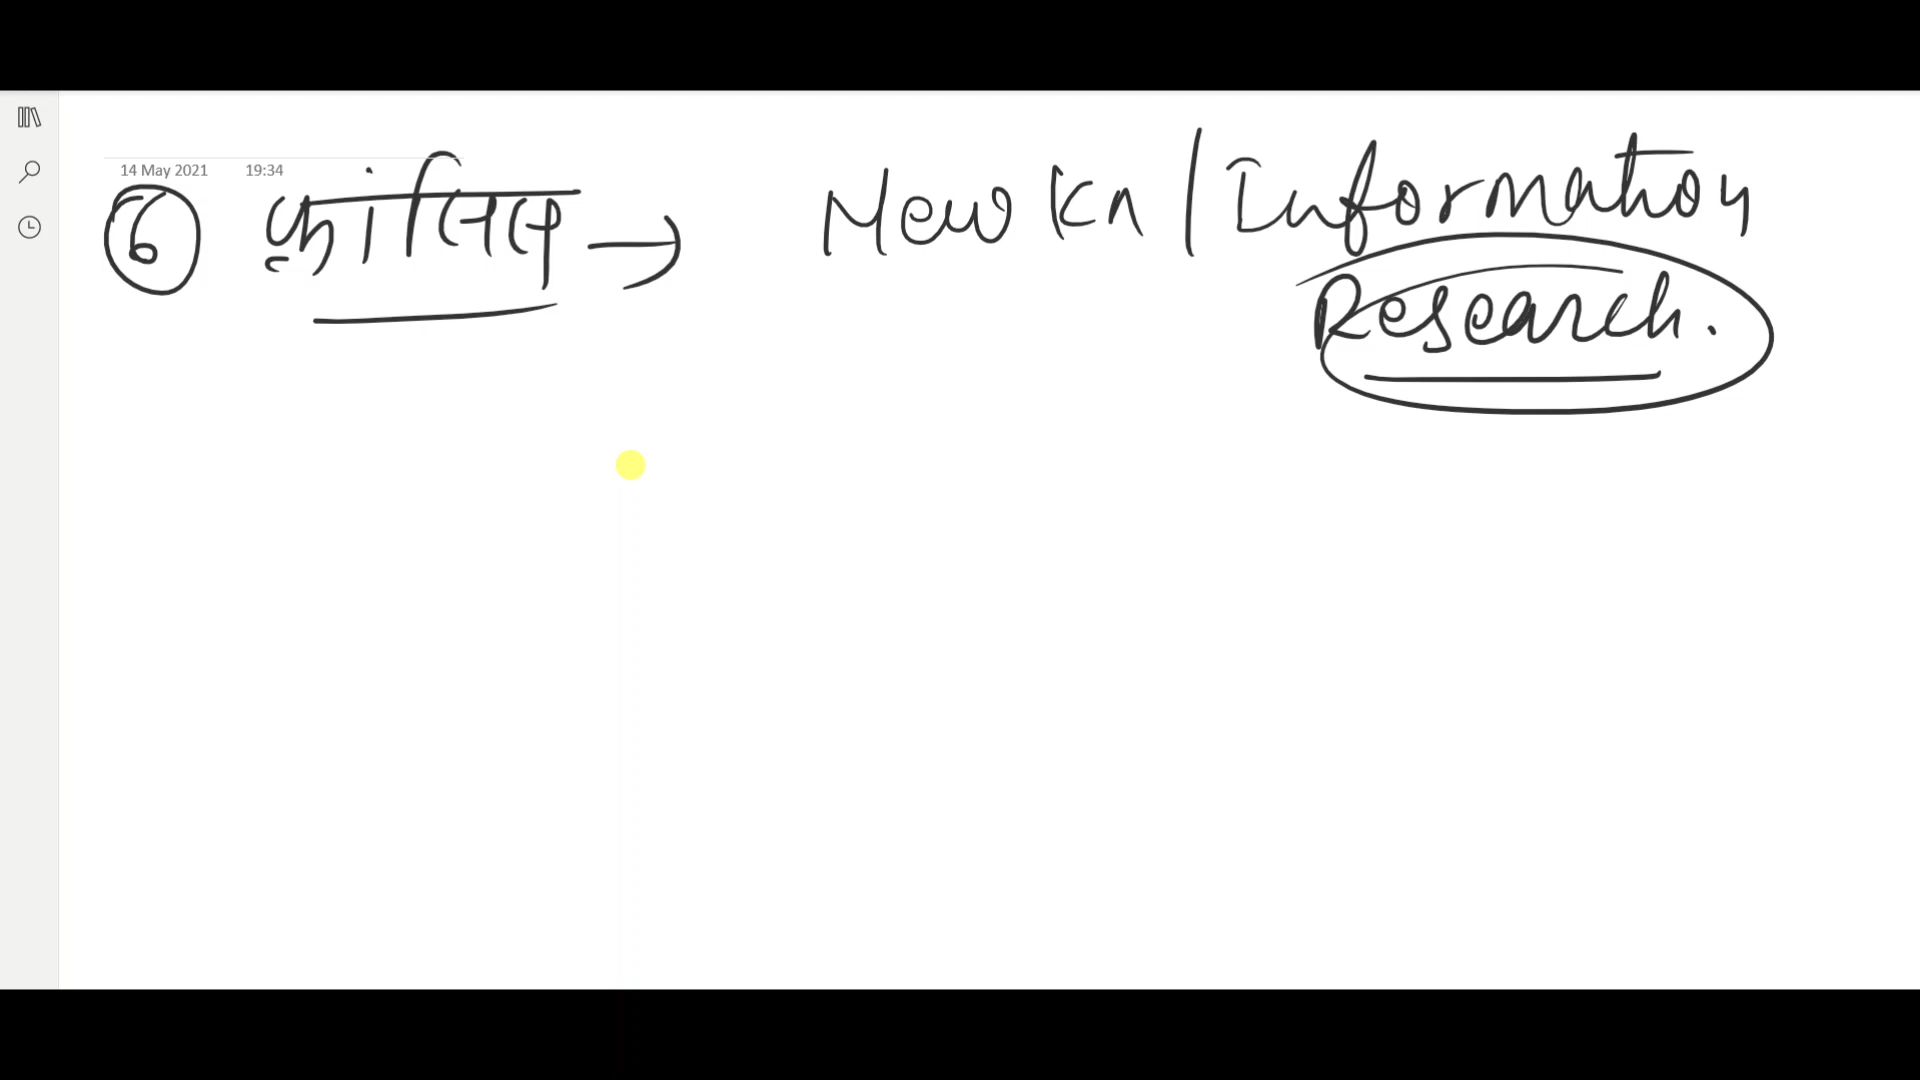 14 May 2021 19:34
6 → New Kn / Information
Research.